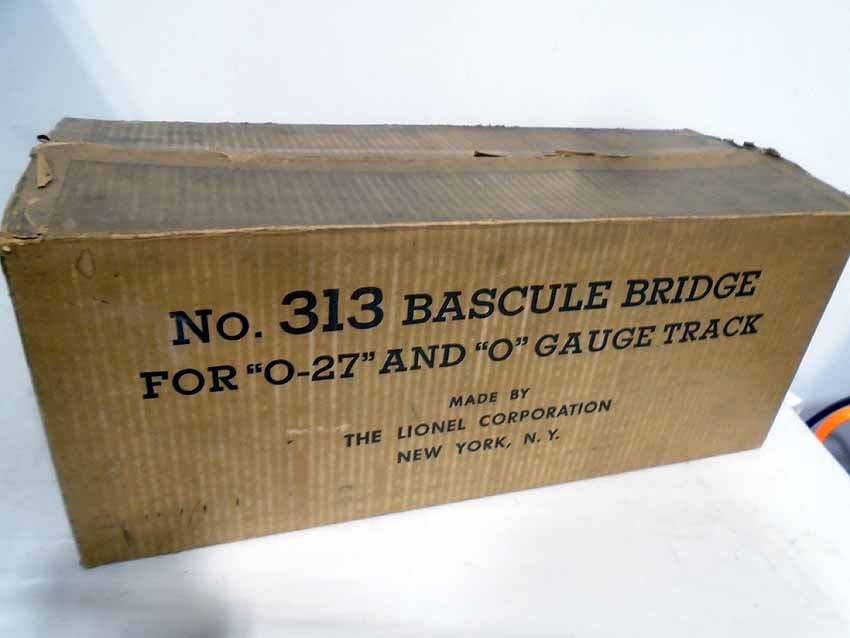 No. 313 BASCULE BRIDGE
FOR "O-27" AND "O" GAUGE TRACK
MADE BY
THE LIONEL CORPORATION
NEW YORK, N. Y.